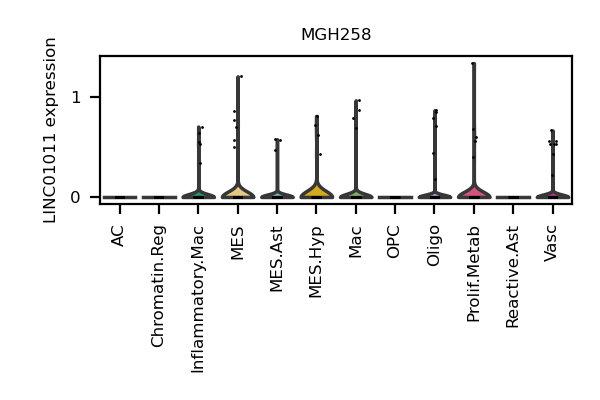 MGH258
LINC01011 expression
1
0
AC
Chromatin.Reg
Inflammatory.Mac
MES
MES.Ast
MES.Hyp
Mac
OPC
Oligo
Prolif.Metab
Reactive.Ast
Vasc